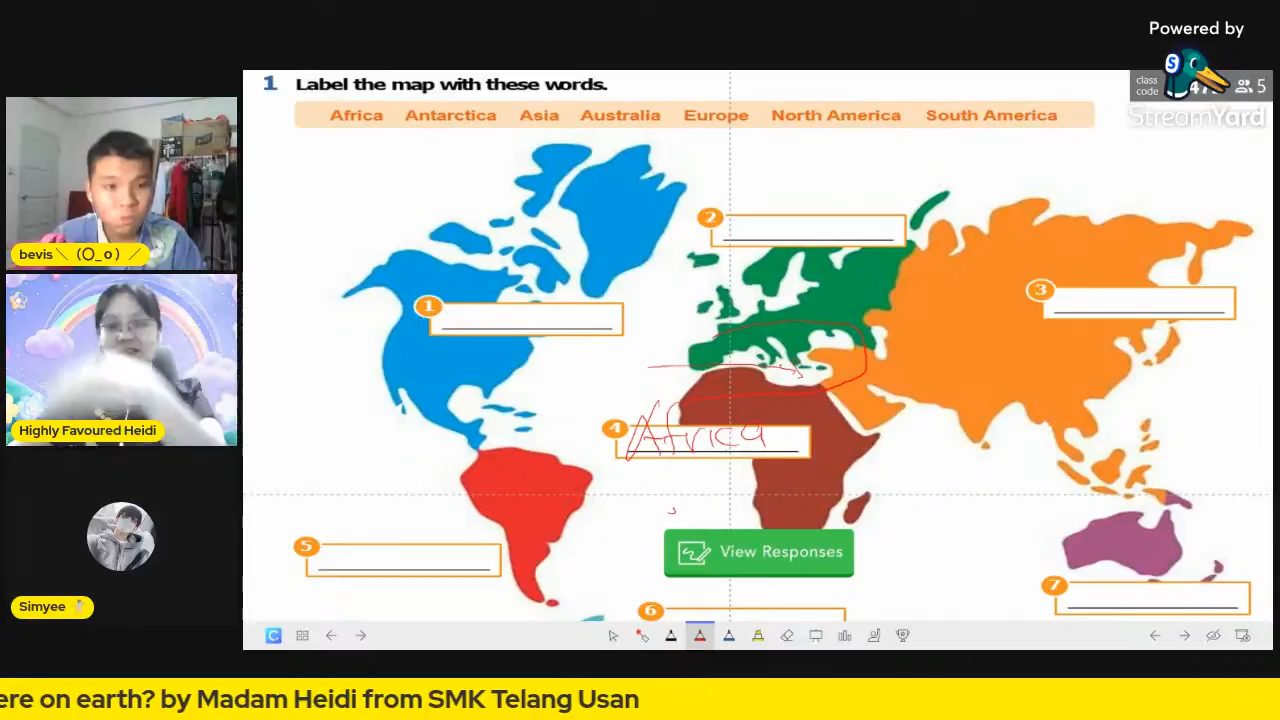 Powered by
StreamYard
class code
5
1 Label the map with these words.
Africa Antarctica Asia Australia Europe North America South America
1
2
3
4
Africa
5
6
7
View Responses
bevis＼（〇_ｏ）／
Highly Favoured Heidi
Simyee
ere on earth? by Madam Heidi from SMK Telang Usan